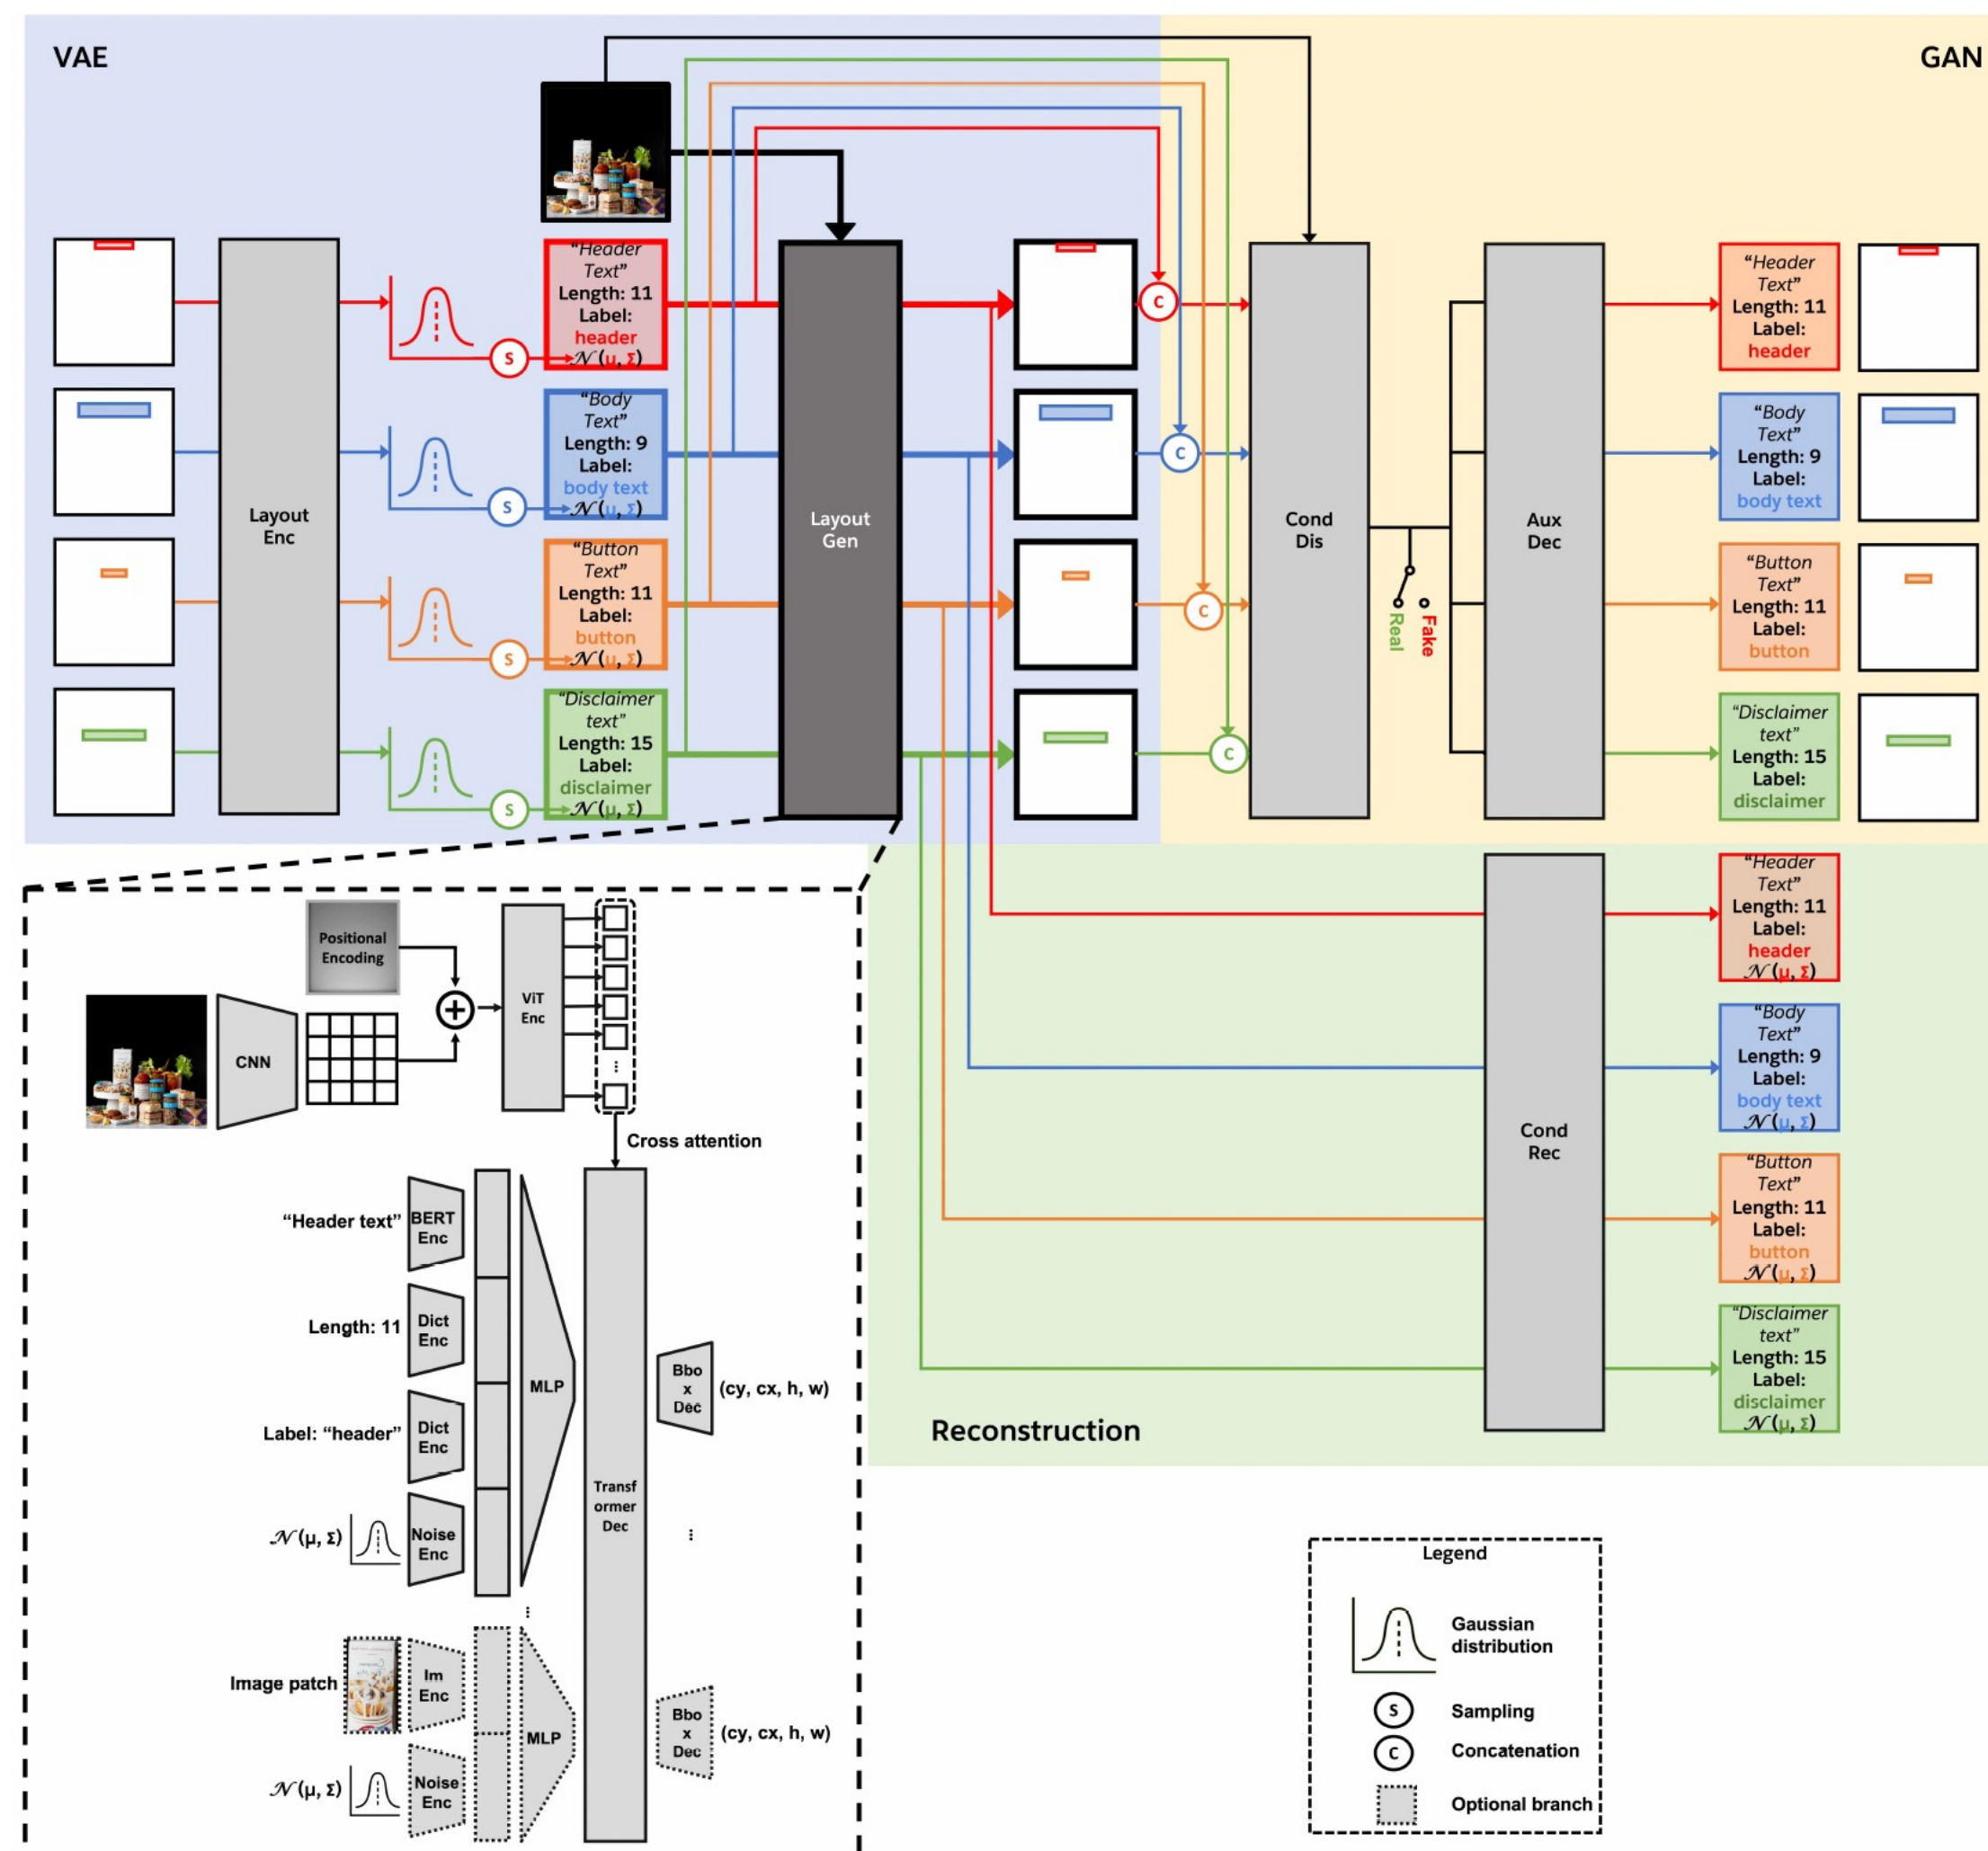 VAE
GAN
Layout
Enc
S
S
S
S
“Header
Text”
Length: 11
Label:
header
𝒩 (μ, Σ)
“Body
Text”
Length: 9
Label:
body text
𝒩 (μ, Σ)
“Button
Text”
Length: 11
Label:
button
𝒩 (μ, Σ)
“Disclaimer
text”
Length: 15
Label:
disclaimer
𝒩 (μ, Σ)
Layout
Gen
C
C
C
C
Cond
Dis
Real
Fake
Aux
Dec
“Header
Text”
Length: 11
Label:
header
“Body
Text”
Length: 9
Label:
body text
“Button
Text”
Length: 11
Label:
button
“Disclaimer
text”
Length: 15
Label:
disclaimer
Reconstruction
Cond
Rec
“Header
Text”
Length: 11
Label:
header
𝒩 (μ, Σ)
“Body
Text”
Length: 9
Label:
body text
𝒩 (μ, Σ)
“Button
Text”
Length: 11
Label:
button
𝒩 (μ, Σ)
“Disclaimer
text”
Length: 15
Label:
disclaimer
𝒩 (μ, Σ)
Positional
Encoding
CNN
ViT
Enc
...
Cross attention
“Header text”
BERT
Enc
Length: 11
Dict
Enc
Label: “header”
Dict
Enc
𝒩 (μ, Σ)
Noise
Enc
MLP
Transf
ormer
Dec
Bbo
x
Dec
(cy, cx, h, w)
...
...
Image patch
Im
Enc
𝒩 (μ, Σ)
Noise
Enc
MLP
Bbo
x
Dec
(cy, cx, h, w)
Legend
Gaussian
distribution
S
Sampling
C
Concatenation
Optional branch